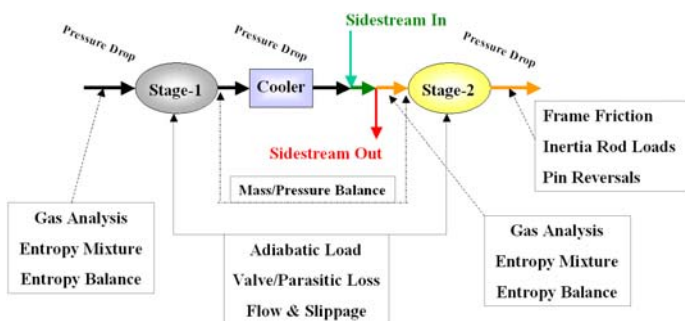 Sidestream In
Pressure Drop
Pressure Drop
Pressure Drop
Stage-1
Cooler
Stage-2
Sidestream Out
Frame Friction
Inertia Rod Loads
Pin Reversals
Mass/Pressure Balance
Gas Analysis
Entropy Mixture
Entropy Balance
Adiabatic Load
Valve/Parasitic Loss
Flow & Slippage
Gas Analysis
Entropy Mixture
Entropy Balance